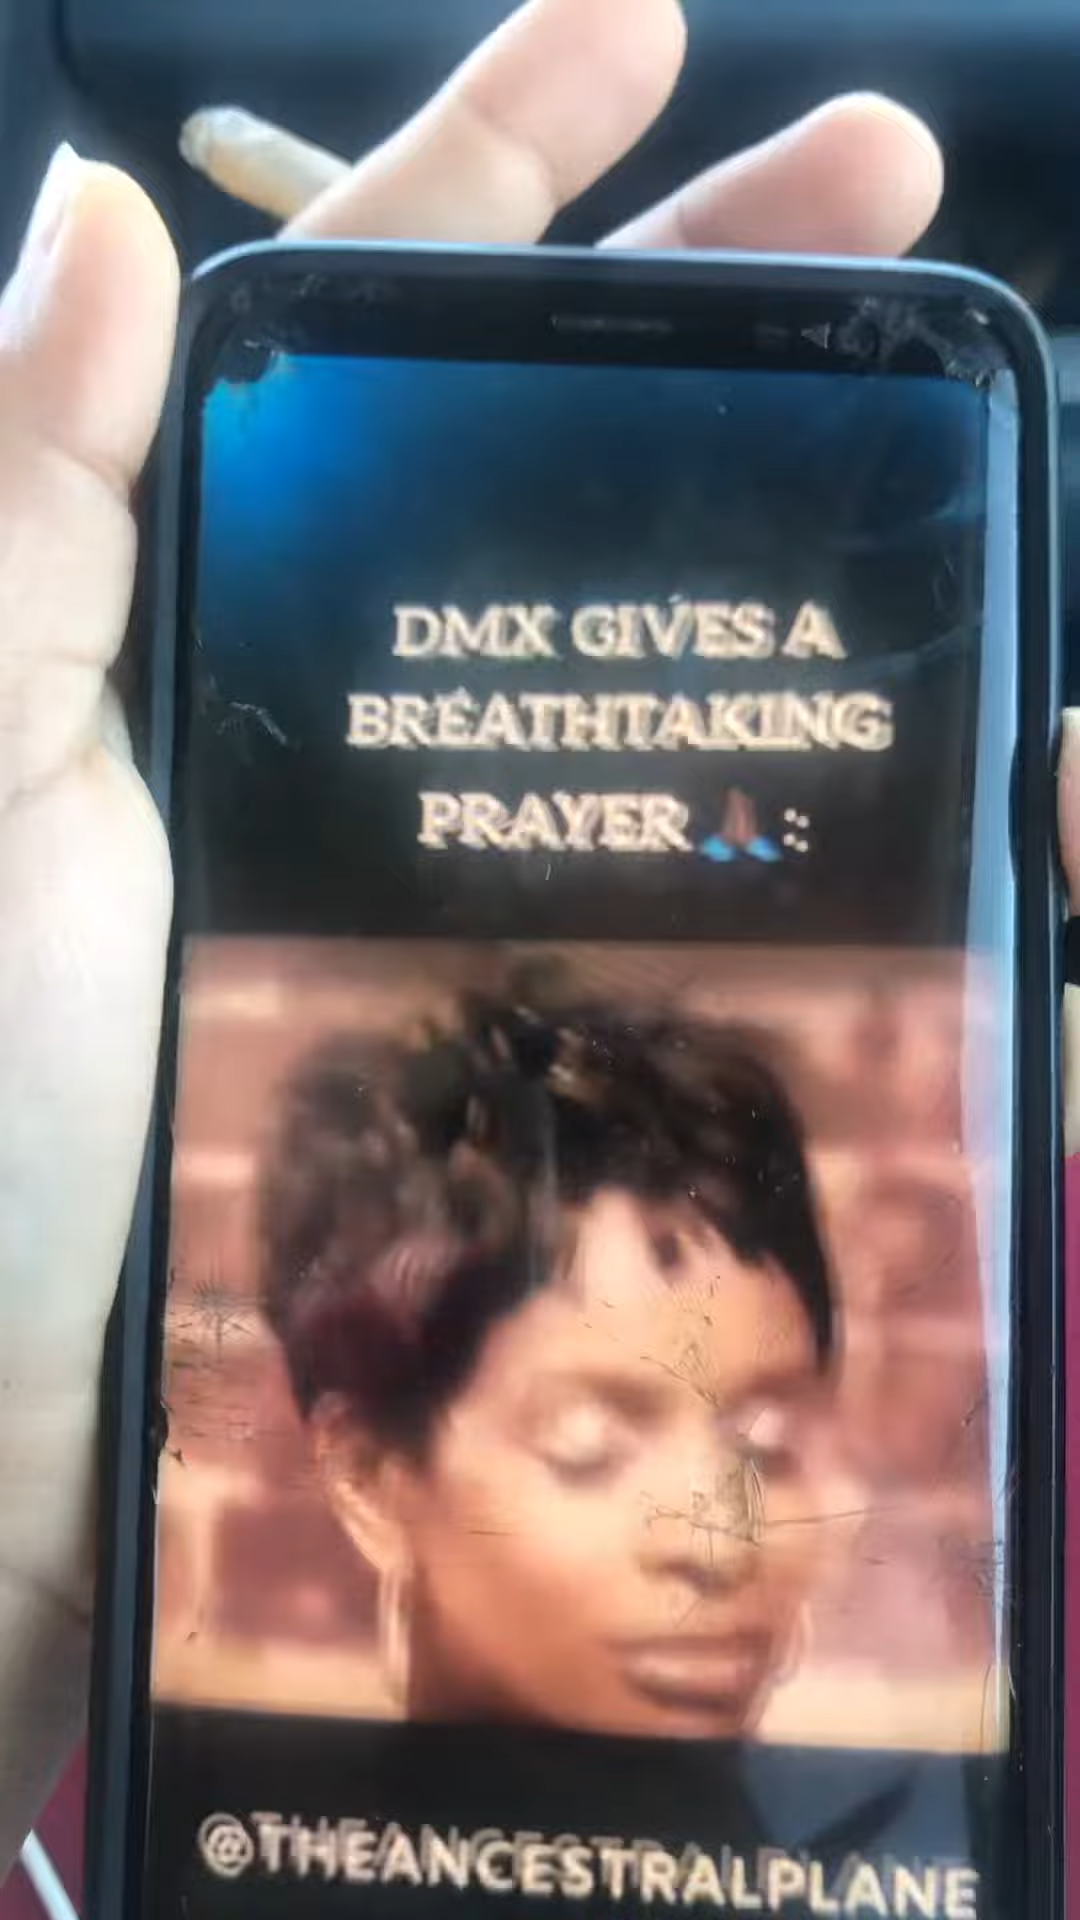 DMX GIVES A
BREATHTAKING
PRAYER 🙏🏾:
@THEANCESTRALPLANE